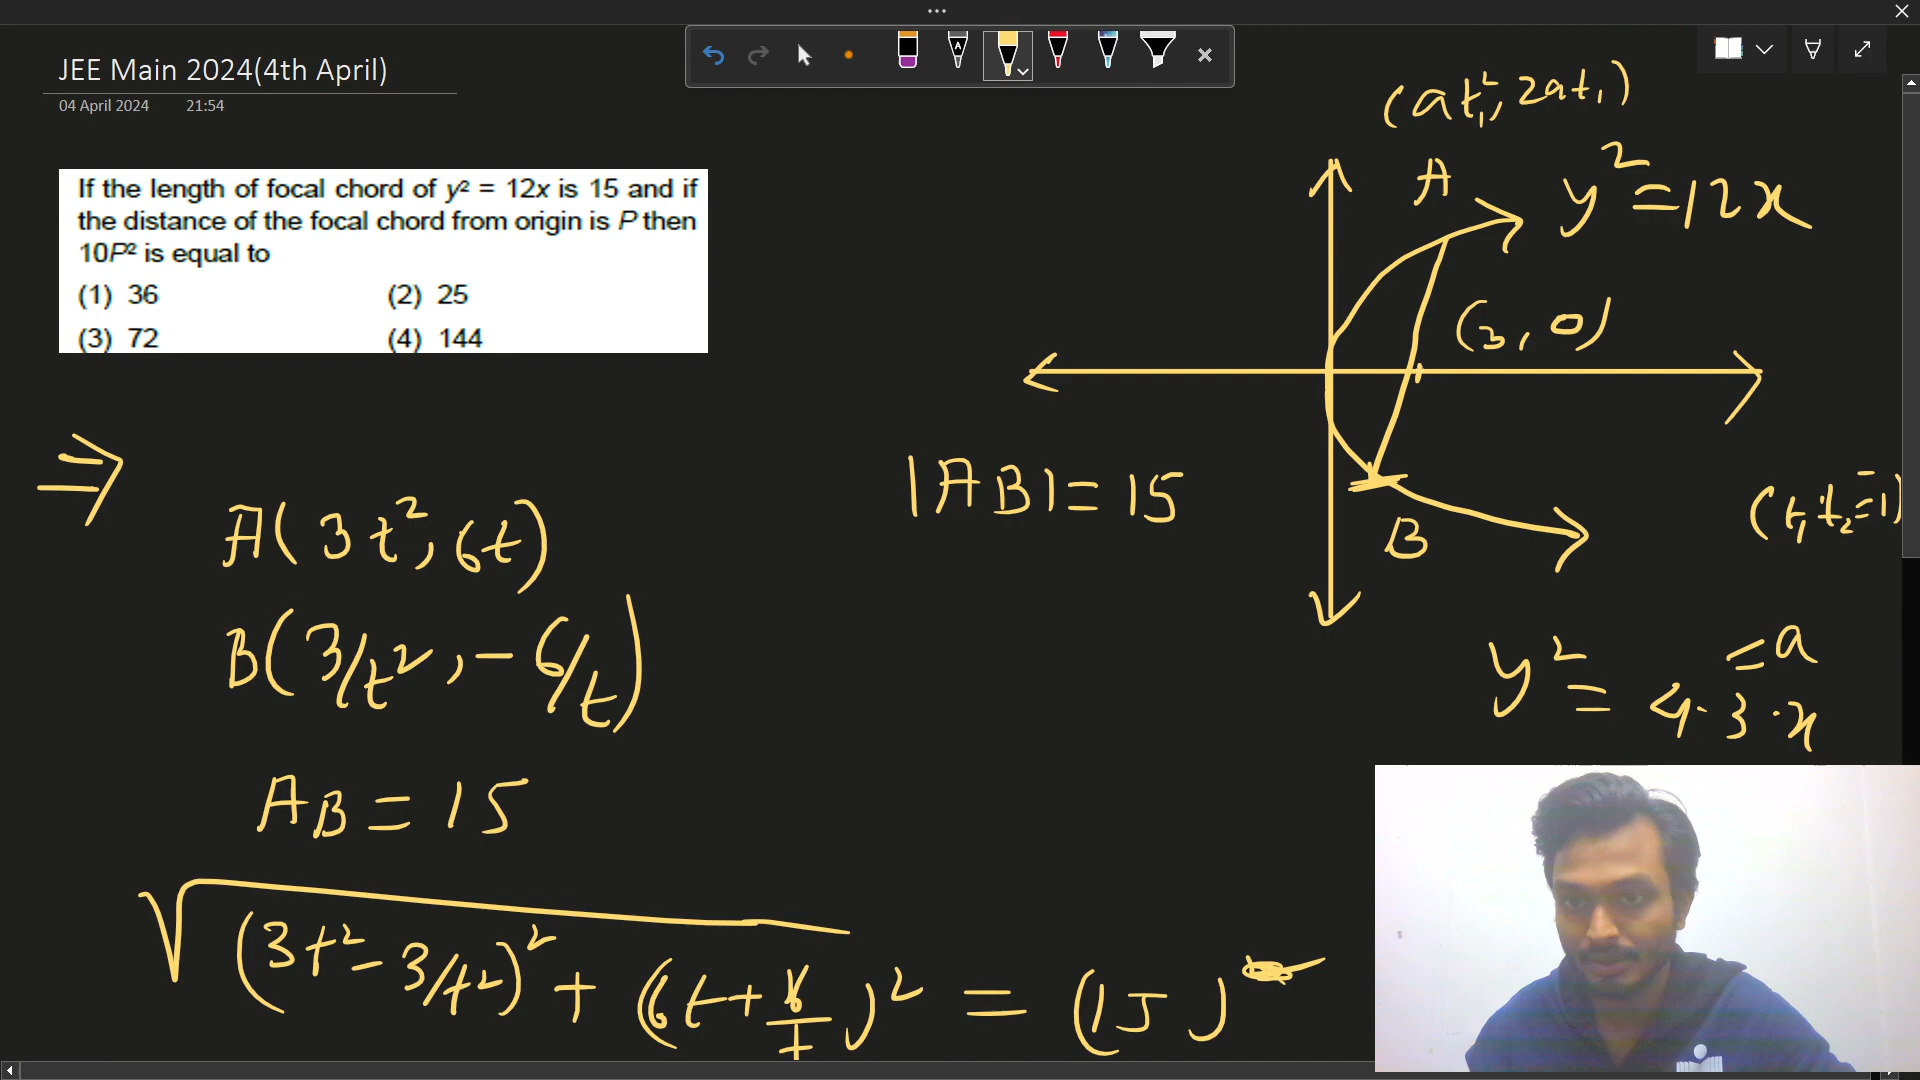 JEE Main 2024(4th April)
04 April 2024 21:54
If the length of focal chord of y² = 12x is 15 and if
the distance of the focal chord from origin is P then
10P² is equal to
(1) 36 (2) 25
(3) 72 (4) 144
(at₁², 2at₁)
A
y² = 12x
(3, 0)
|AB| = 15
B
(t₁t₂ = -1)
⇒
A(3t², 6t)
B(3/t², -6/t)
y² = 4·3·x
= a
AB = 15
√(3t² - 3/t²)² + (6t + 6/t)² = (15)